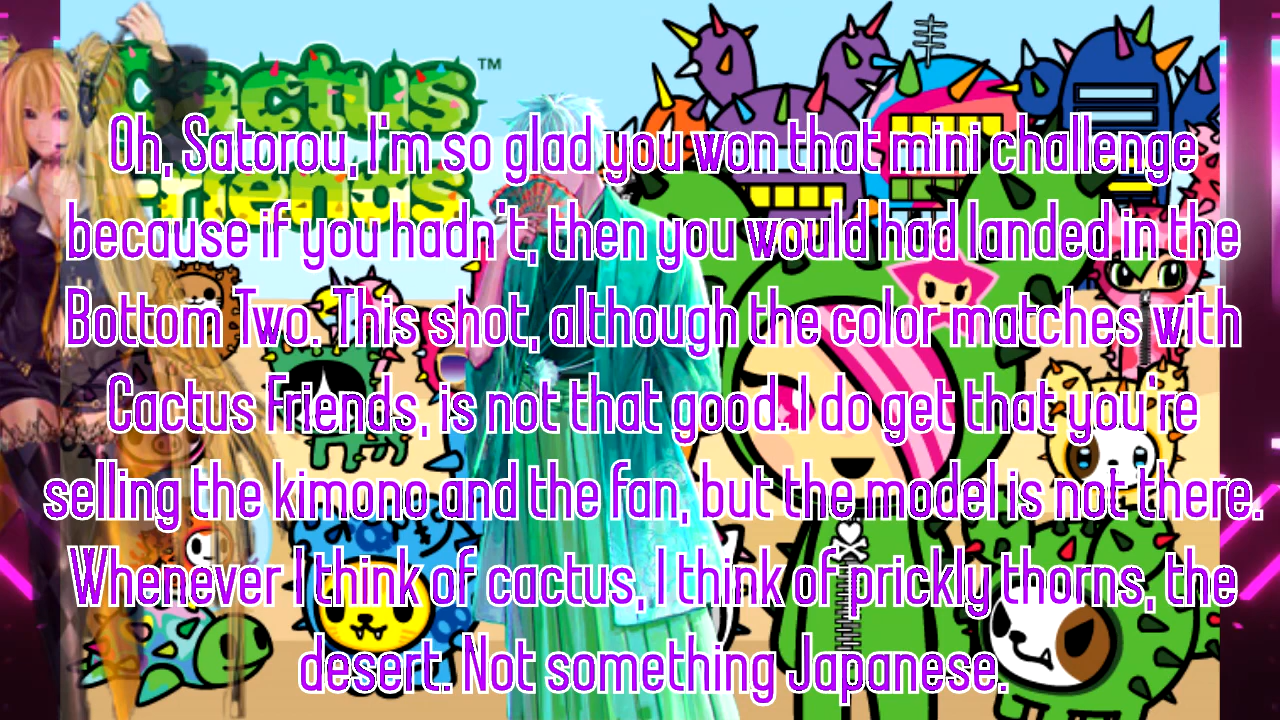 Cactus
Friends
™
Oh, Satorou, I'm so glad you won that mini challenge
because if you hadn't, then you would had landed in the
Bottom Two. This shot, although the color matches with
Cactus Friends, is not that good. I do get that you're
selling the kimono and the fan, but the model is not there.
Whenever I think of cactus, I think of prickly thorns, the
desert. Not something Japanese.